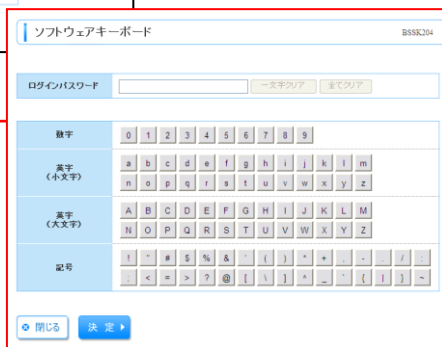 ソフトウェアキーボード BSSK204
ログインパスワード 一文字クリア 全てクリア
数字 0 1 2 3 4 5 6 7 8 9
英字 a b c d e f g h i j k l m
(小文字) n o p q r s t u v w x y z
英字 A B C D E F G H I J K L M
(大文字) N O P Q R S T U V W X Y Z
記号 ! " # $ % & ' ( ) * + , - . / :
; < = > ? @ [ \ ] ^ _ ` { | } ~
閉じる 決定